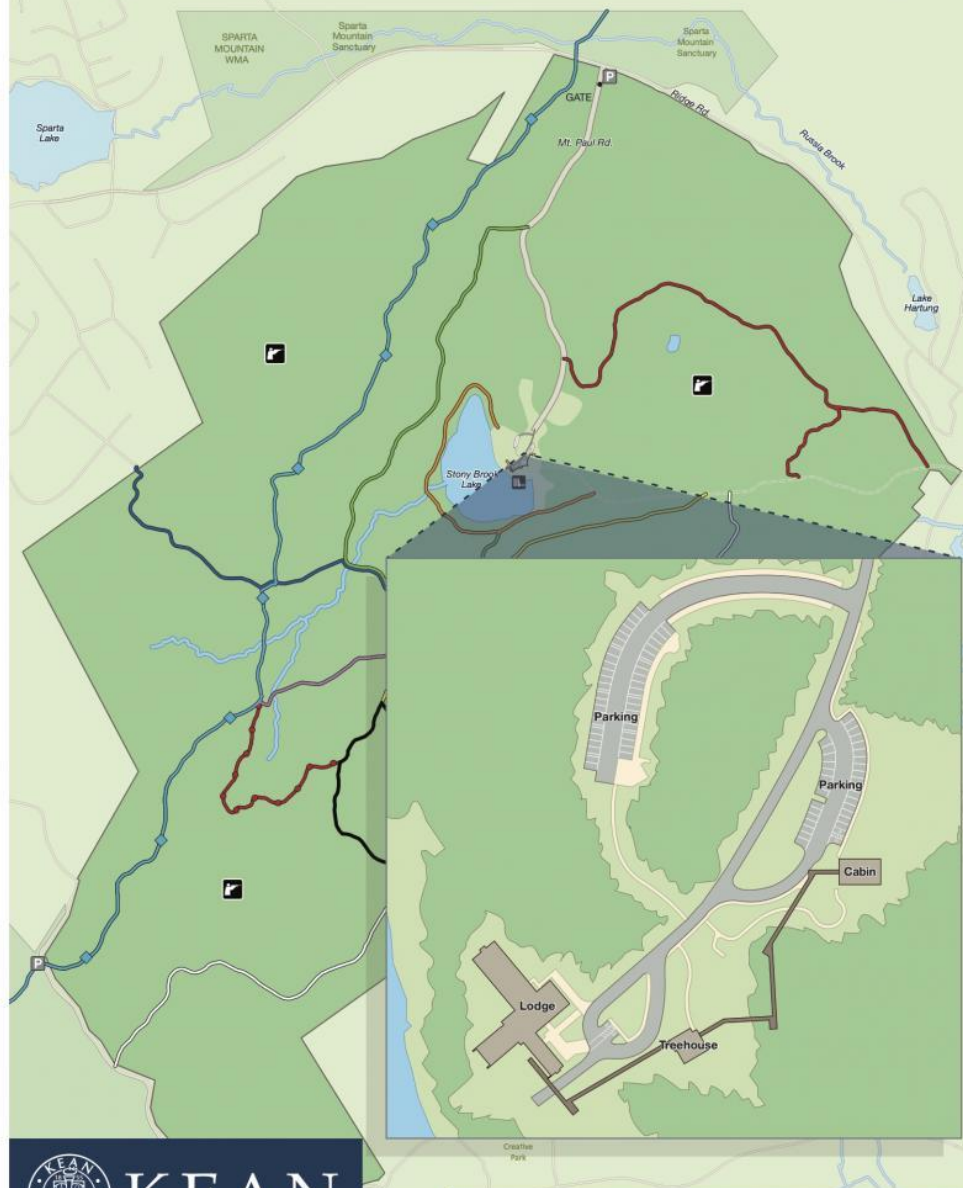 SPARTA
MOUNTAIN
WMA
Sparta
Mountain
Sanctuary
Sparta
Mountain
Sanctuary
P
GATE
Ridge Rd.
Sparta
Lake
Mt. Paul Rd.
Russia Brook
Lake
Hartung
Stony Brook
Lake
Parking
Parking
Cabin
P
Lodge
Treehouse
Creative
Park
KEAN
KEAN